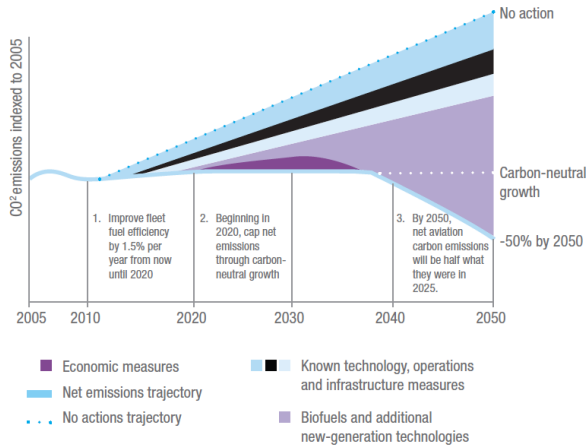 No action
CO² emissions indexed to 2005
Carbon-neutral
growth
-50% by 2050
1. Improve fleet
fuel efficiency
by 1.5% per
year from now
until 2020
2. Beginning in
2020, cap net
emissions
through carbon-
neutral growth
3. By 2050,
net aviation
carbon emissions
will be half what
they were in
2025.
2005 2010 2020 2030 2040 2050
Economic measures
Net emissions trajectory
No actions trajectory
Known technology, operations
and infrastructure measures
Biofuels and additional
new-generation technologies